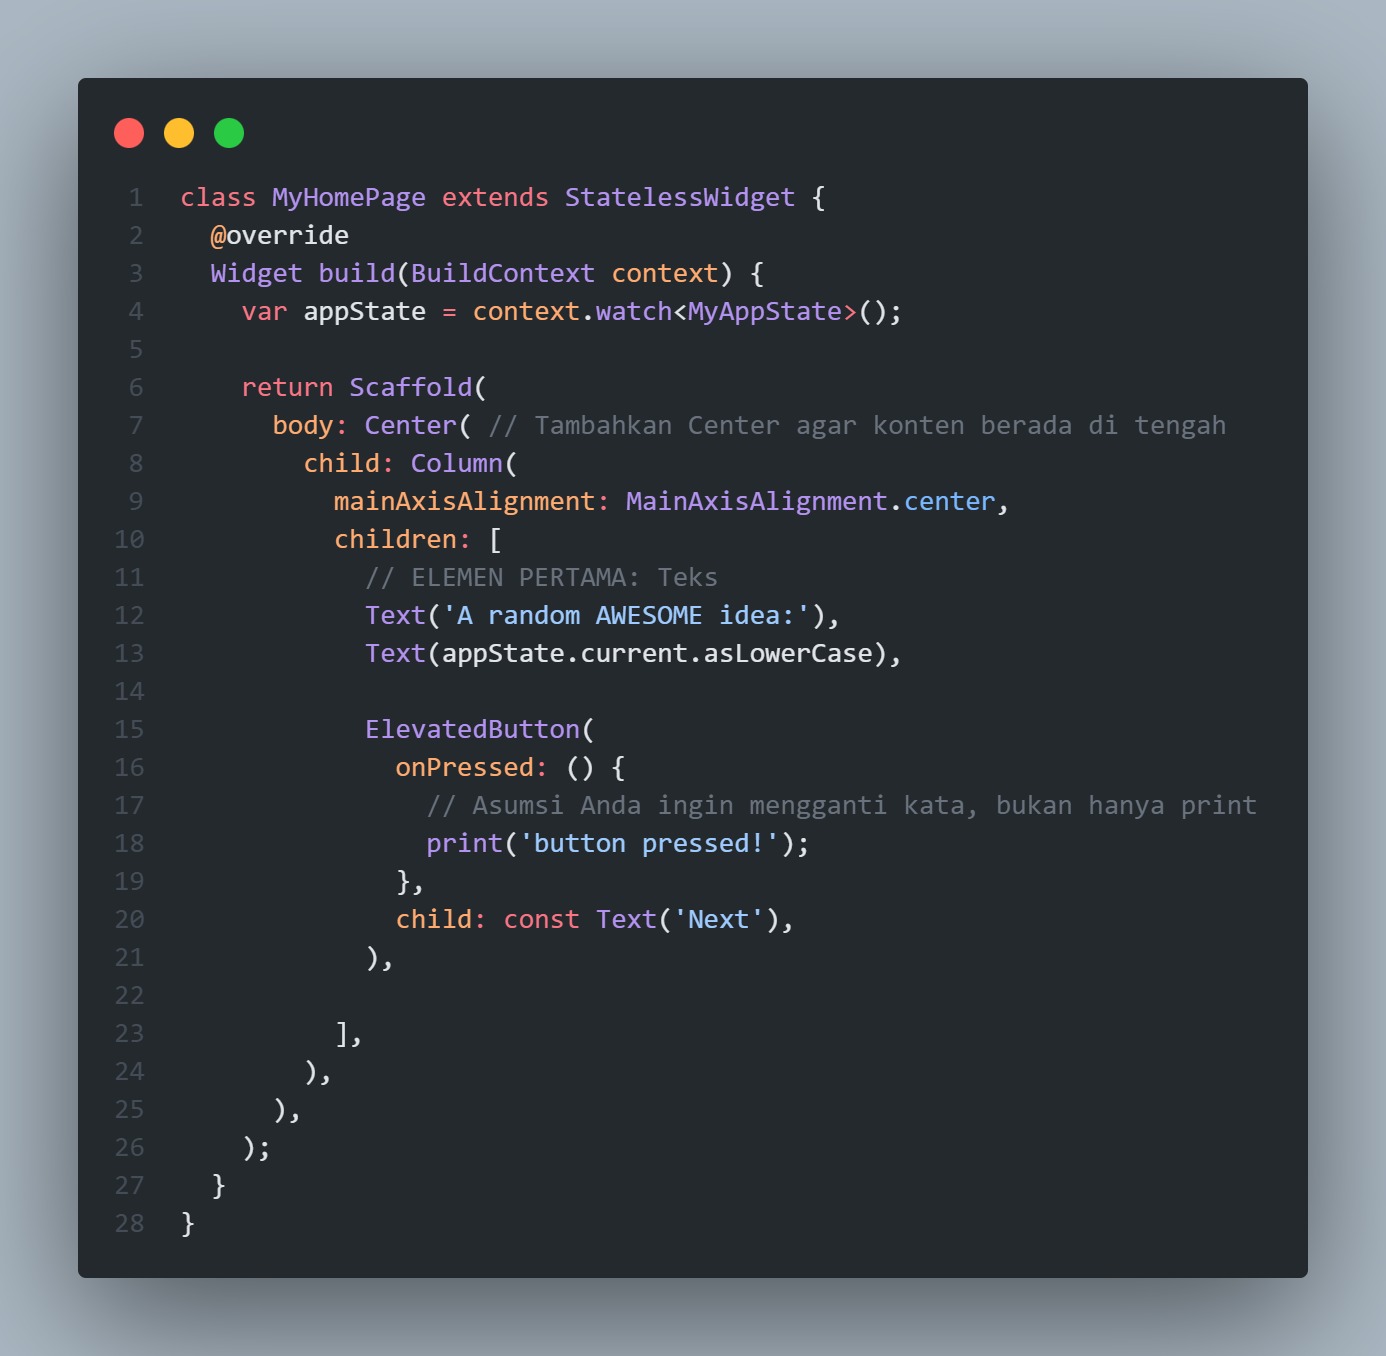 1 class MyHomePage extends StatelessWidget {
2   @override
3   Widget build(BuildContext context) {
4     var appState = context.watch<MyAppState>();
5
6     return Scaffold(
7       body: Center( // Tambahkan Center agar konten berada di tengah
8         child: Column(
9           mainAxisAlignment: MainAxisAlignment.center,
10           children: [
11             // ELEMEN PERTAMA: Teks
12             Text('A random AWESOME idea:'),
13             Text(appState.current.asLowerCase),
14
15             ElevatedButton(
16               onPressed: () {
17                 // Asumsi Anda ingin mengganti kata, bukan hanya print
18                 print('button pressed!');
19               },
20               child: const Text('Next'),
21             ),
22
23           ],
24         ),
25       ),
26     );
27   }
28 }